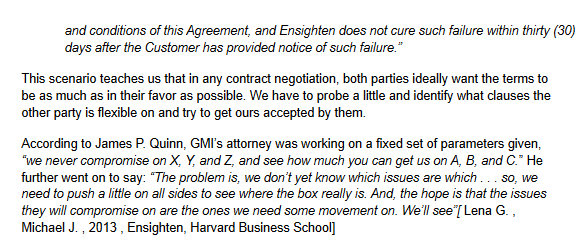 and conditions of this Agreement, and Ensighten does not cure such failure within thirty (30)
days after the Customer has provided notice of such failure.”
This scenario teaches us that in any contract negotiation, both parties ideally want the terms to
be as much as in their favor as possible. We have to probe a little and identify what clauses the
other party is flexible on and try to get ours accepted by them.
According to James P. Quinn, GMI’s attorney was working on a fixed set of parameters given,
“we never compromise on X, Y, and Z, and see how much you can get us on A, B, and C.” He
further went on to say: “The problem is, we don’t yet know which issues are which . . . so, we
need to push a little on all sides to see where the box really is. And, the hope is that the issues
they will compromise on are the ones we need some movement on. We’ll see”[ Lena G. ,
Michael J. , 2013 , Ensighten, Harvard Business School]